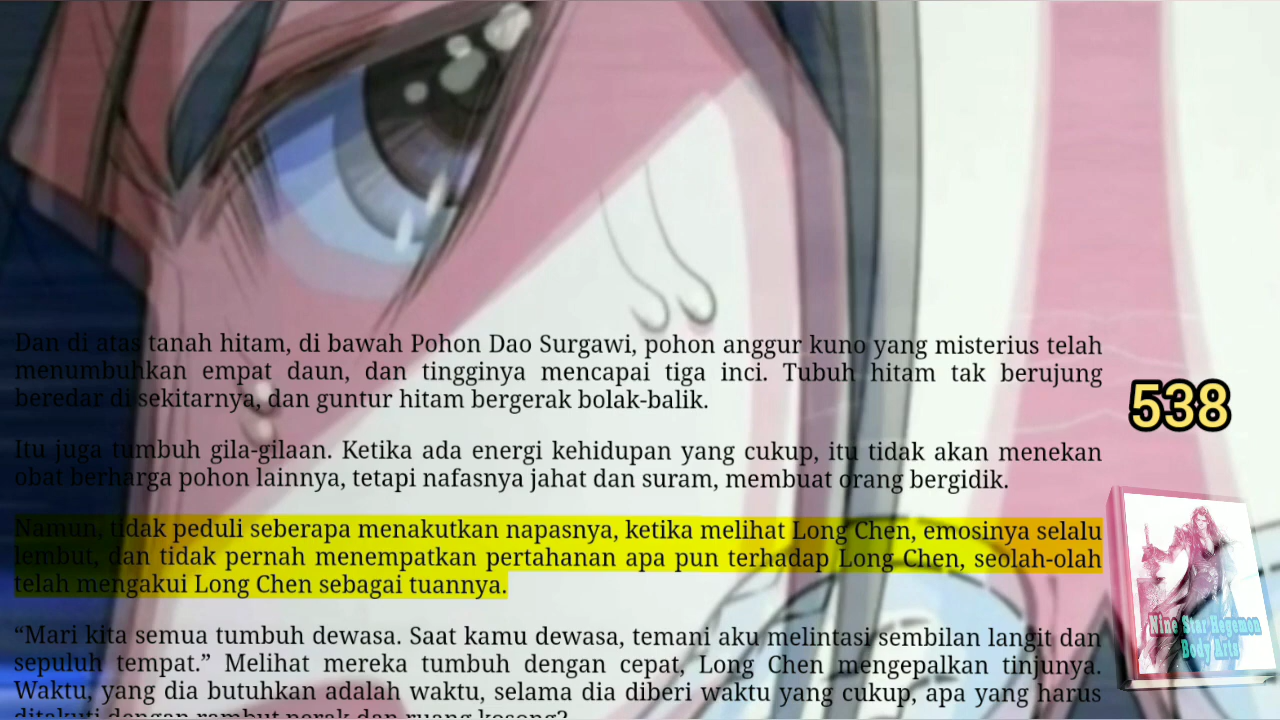 Dan di atas tanah hitam, di bawah Pohon Dao Surgawi, pohon anggur kuno yang misterius telah
menumbuhkan empat daun, dan tingginya mencapai tiga inci. Tubuh hitam tak berujung
beredar di sekitarnya, dan guntur hitam bergerak bolak-balik.
Itu juga tumbuh gila-gilaan. Ketika ada energi kehidupan yang cukup, itu tidak akan menekan
obat berharga pohon lainnya, tetapi nafasnya jahat dan suram, membuat orang bergidik.
Namun, tidak peduli seberapa menakutkan napasnya, ketika melihat Long Chen, emosinya selalu
lembut, dan tidak pernah menempatkan pertahanan apa pun terhadap Long Chen, seolah-olah
telah mengakui Long Chen sebagai tuannya.
“Mari kita semua tumbuh dewasa. Saat kamu dewasa, temani aku melintasi sembilan langit dan
sepuluh tempat.” Melihat mereka tumbuh dengan cepat, Long Chen mengepalkan tinjunya.
Waktu, yang dia butuhkan adalah waktu, selama dia diberi waktu yang cukup, apa yang harus
ditakuti dengan rambut perak dan ruang kosong?
538
Nine Star Hegemon
Body Arts